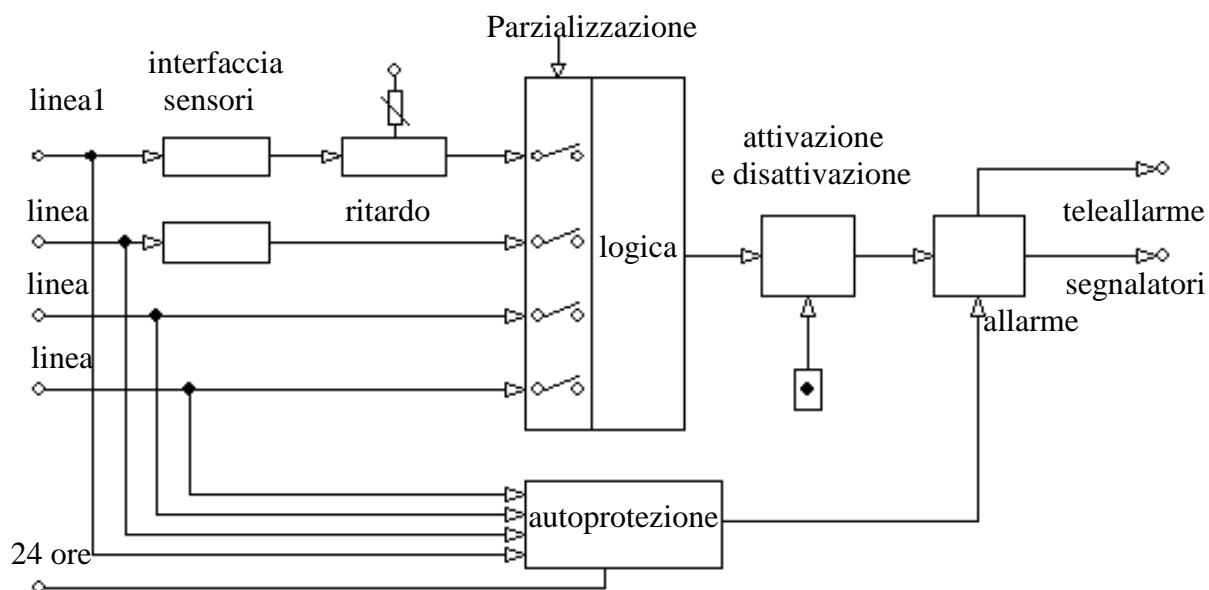 Parzializzazione
interfaccia
sensori
linea1
attivazione
e disattivazione
linea
ritardo
teleallarme
logica
linea
segnalatori
allarme
linea
autoprotezione
24 ore